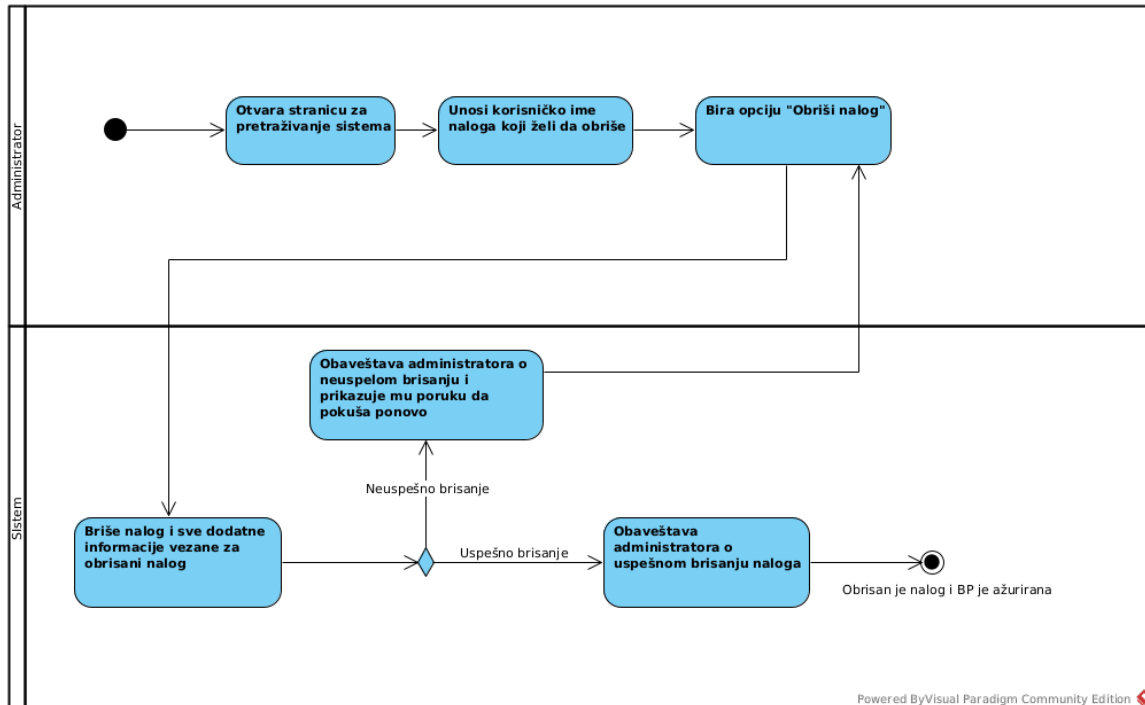 Administrator
Otvara stranicu za
pretraživanje sistema
Unosi korisničko ime
naloga koji želi da obriše
Bira opciju "Obriši nalog"
SIstem
Obaveštava administratora o
neuspelom brisanju i
prikazuje mu poruku da
pokuša ponovo
Neuspešno brisanje
Briše nalog i sve dodatne
informacije vezane za
obrisani nalog
Uspešno brisanje
Obaveštava
administratora o
uspešnom brisanju naloga
Obrisan je nalog i BP je ažurirana
Powered ByVisual Paradigm Community Edition